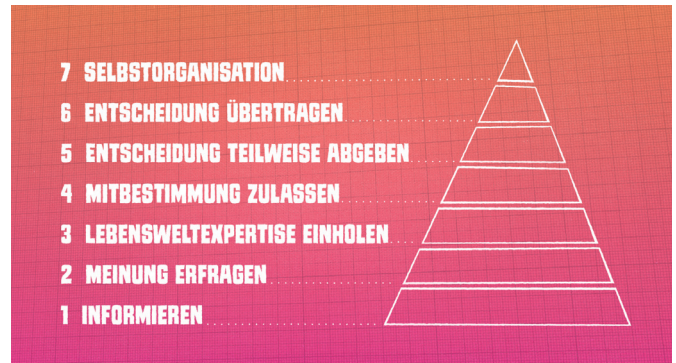 7 SELBSTORGANISATION
6 ENTSCHEIDUNG ÜBERTRAGEN
5 ENTSCHEIDUNG TEILWEISE ABGEBEN
4 MITBESTIMMUNG ZULASSEN
3 LEBENSWELTEXPERTISE EINHOLEN
2 MEINUNG ERFRAGEN
1 INFORMIEREN